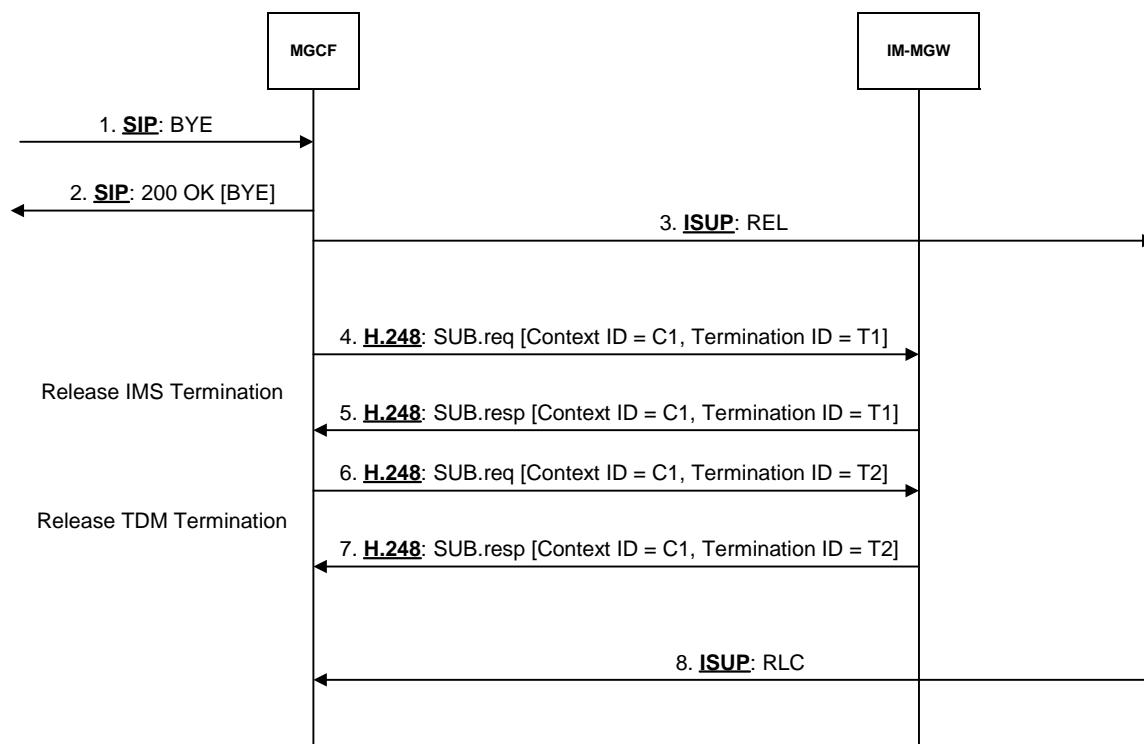 MGCF
IM-MGW
1. SIP: BYE
2. SIP: 200 OK [BYE]
3. ISUP: REL
4. H.248: SUB.req [Context ID = C1, Termination ID = T1]
Release IMS Termination
5. H.248: SUB.resp [Context ID = C1, Termination ID = T1]
6. H.248: SUB.req [Context ID = C1, Termination ID = T2]
Release TDM Termination
7. H.248: SUB.resp [Context ID = C1, Termination ID = T2]
8. ISUP: RLC